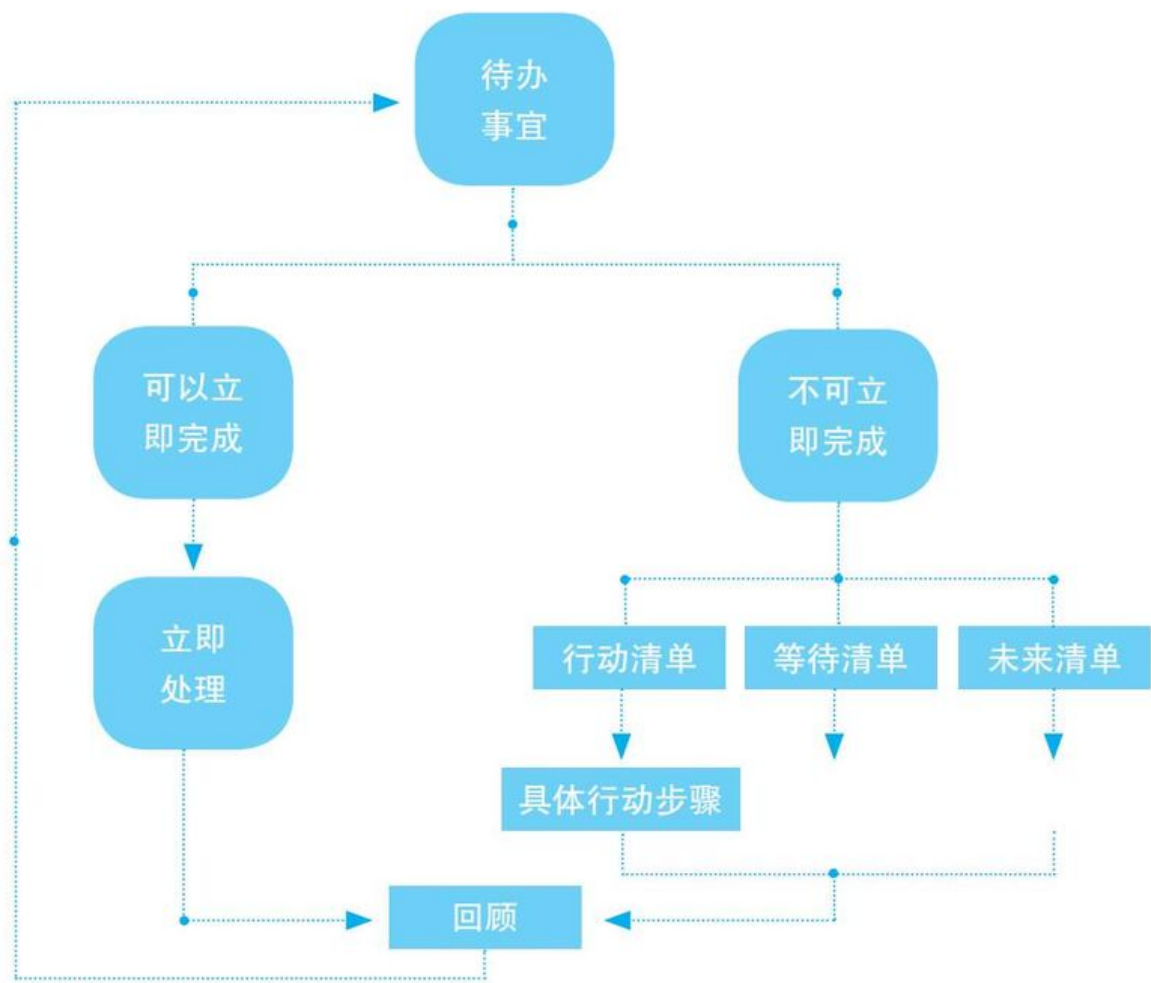 待办
事宜
可以立
即完成
不可立
即完成
立即
处理
行动清单
等待清单
未来清单
具体行动步骤
回顾